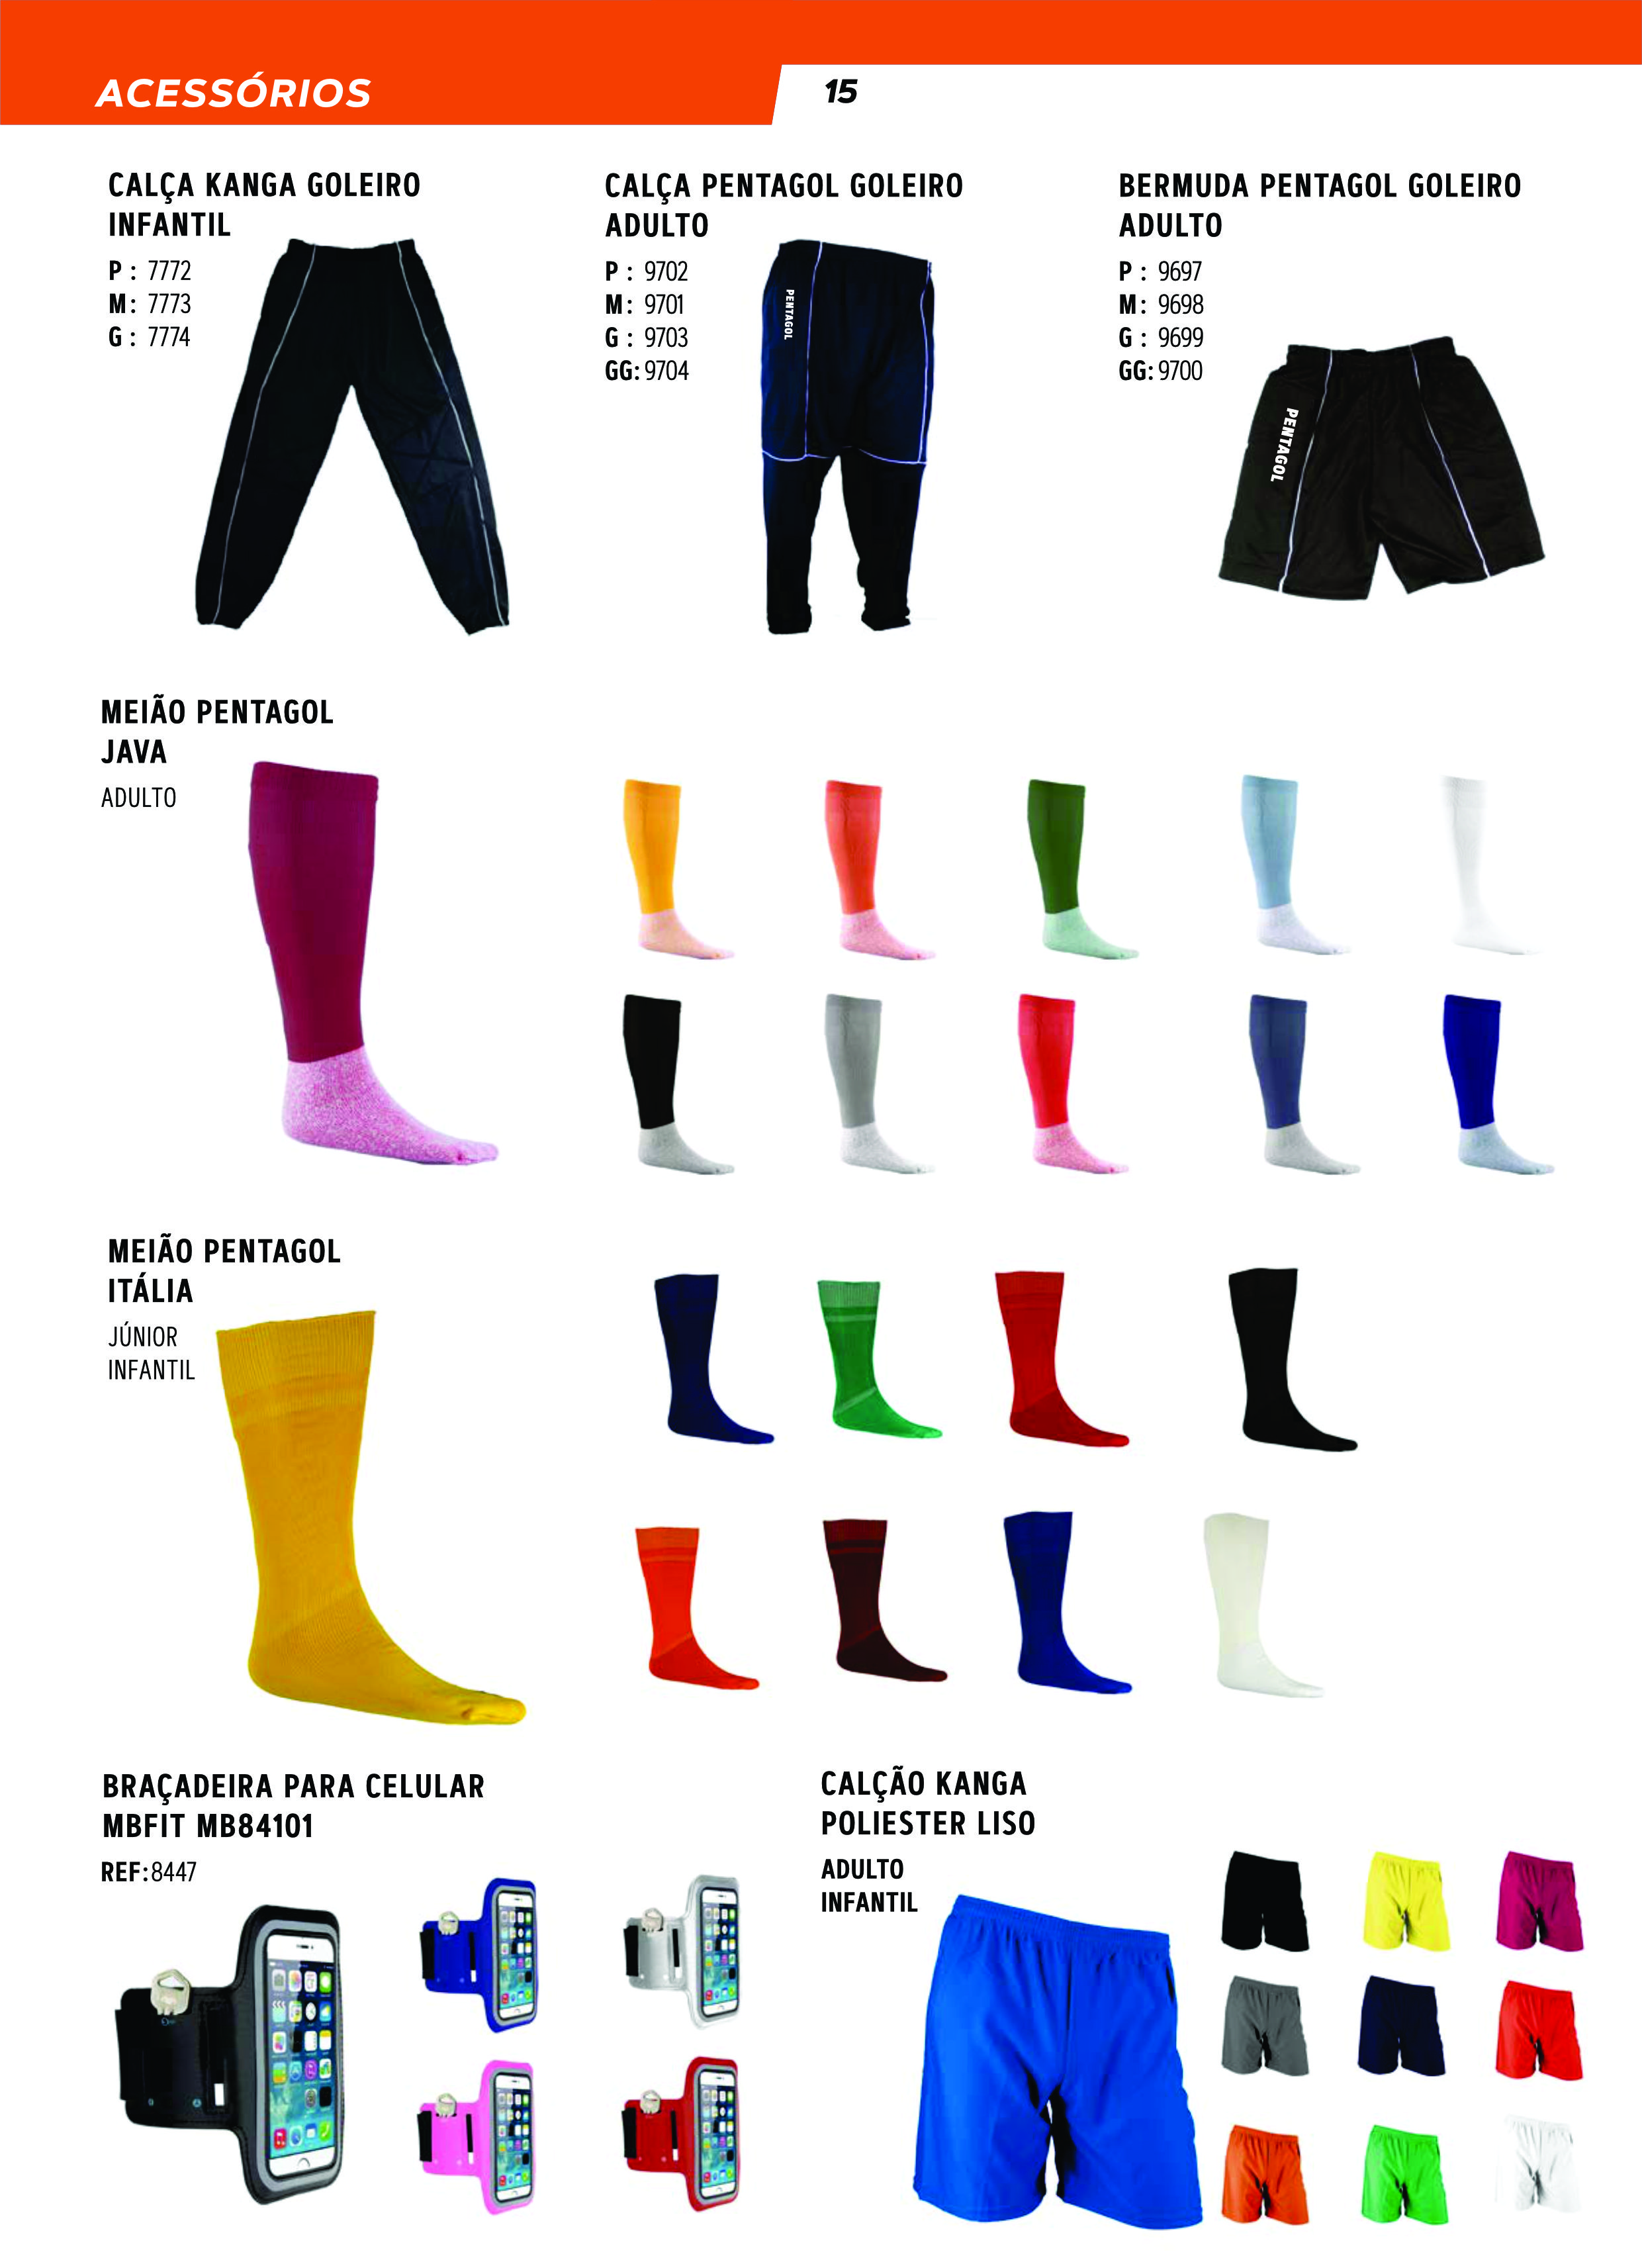 ACESSÓRIOS
15
CALÇA KANGA GOLEIRO
INFANTIL
P : 7772
M: 7773
G : 7774
CALÇA PENTAGOL GOLEIRO
ADULTO
P : 9702
M: 9701
G : 9703
GG: 9704
PENTAGOL
BERMUDA PENTAGOL GOLEIRO
ADULTO
P : 9697
M: 9698
G : 9699
GG: 9700
PENTAGOL
MEIÃO PENTAGOL
JAVA
ADULTO
MEIÃO PENTAGOL
ITÁLIA
JÚNIOR
INFANTIL
BRAÇADEIRA PARA CELULAR
MBFIT MB84101
REF:8447
CALÇÃO KANGA
POLIESTER LISO
ADULTO
INFANTIL